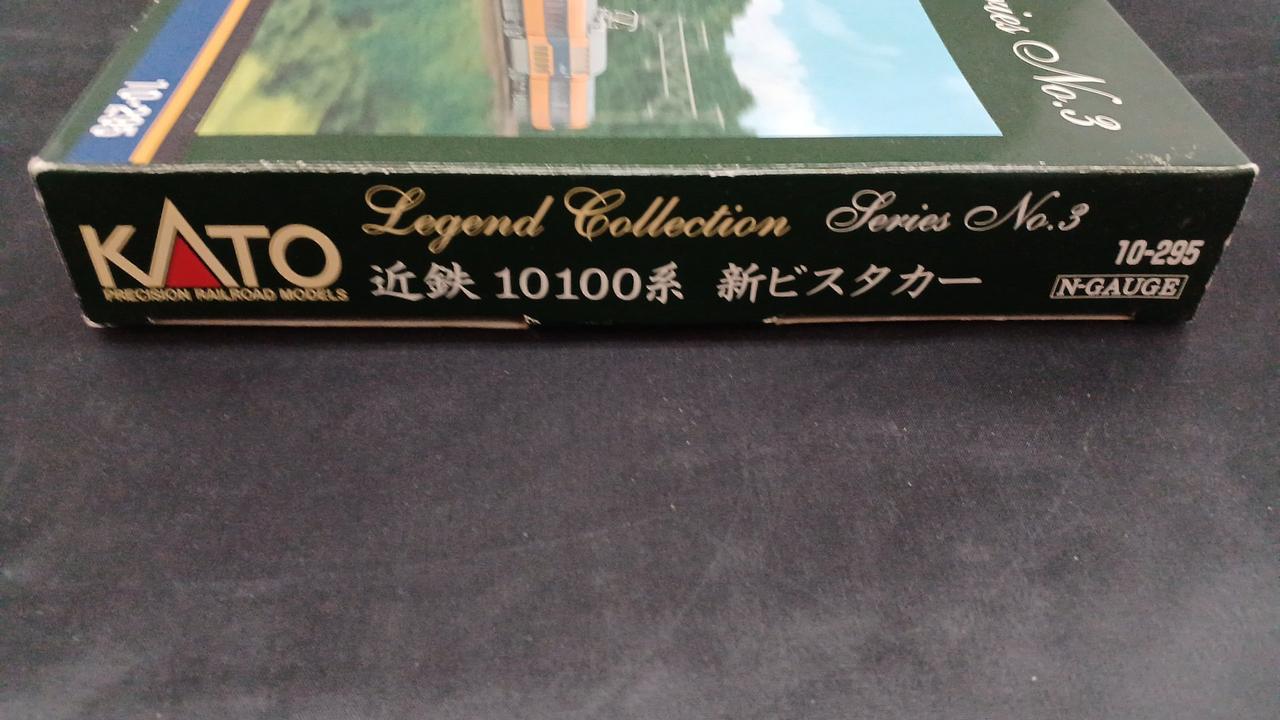 10-295
Series No.3
KATO
PRECISION RAILROAD MODELS
Legend Collection Series No.3
近鉄 10100系 新ビスタカー
10-295
N-GAUGE